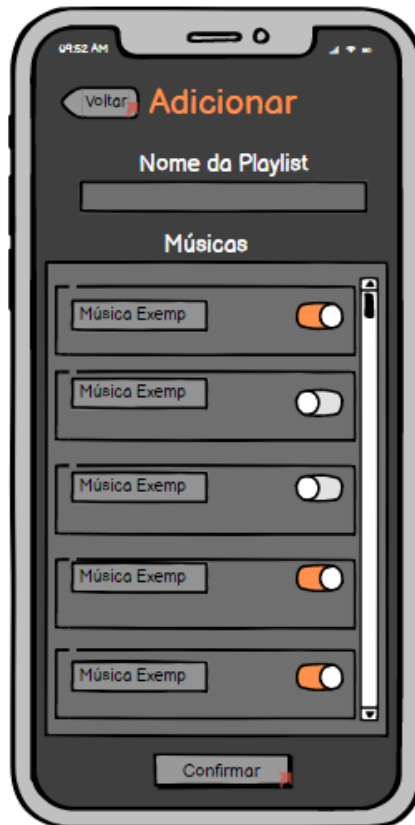 09:52 AM
Voltar
Adicionar
Nome da Playlist
Músicas
Música Exemp
Música Exemp
Música Exemp
Música Exemp
Música Exemp
Confirmar